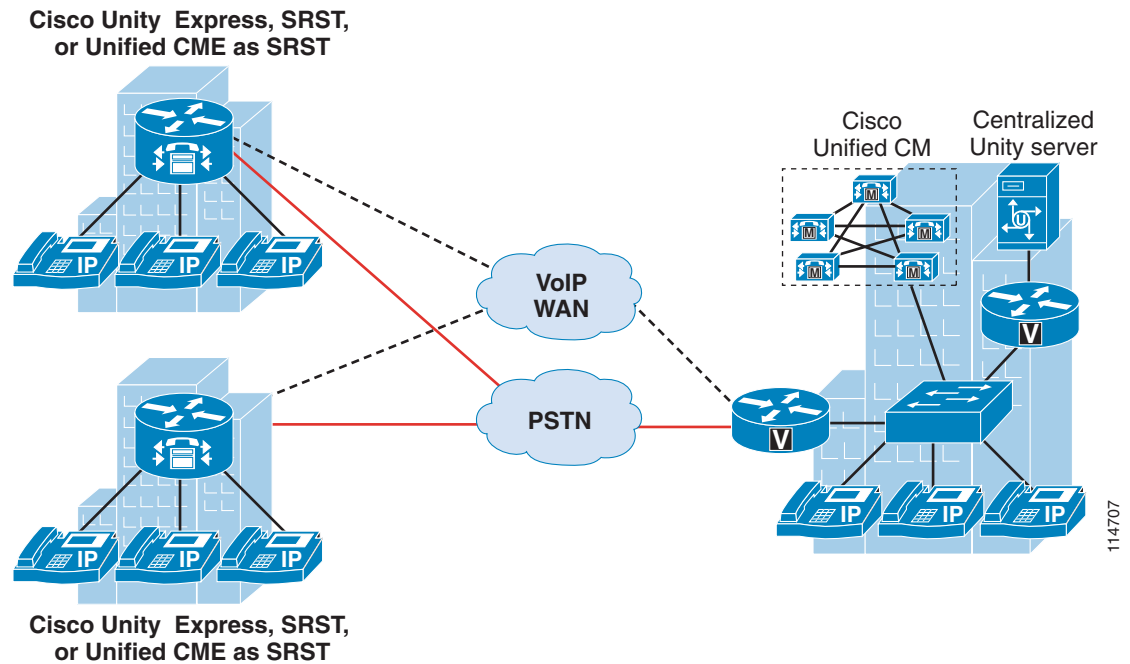 Cisco Unity Express, SRST,
or Unified CME as SRST
IP IP IP
Cisco
Unified CM
Centralized
Unity server
M
M M
M M
U
VoIP
WAN
V
PSTN
V
IP IP IP
IP IP IP
114707
Cisco Unity Express, SRST,
or Unified CME as SRST